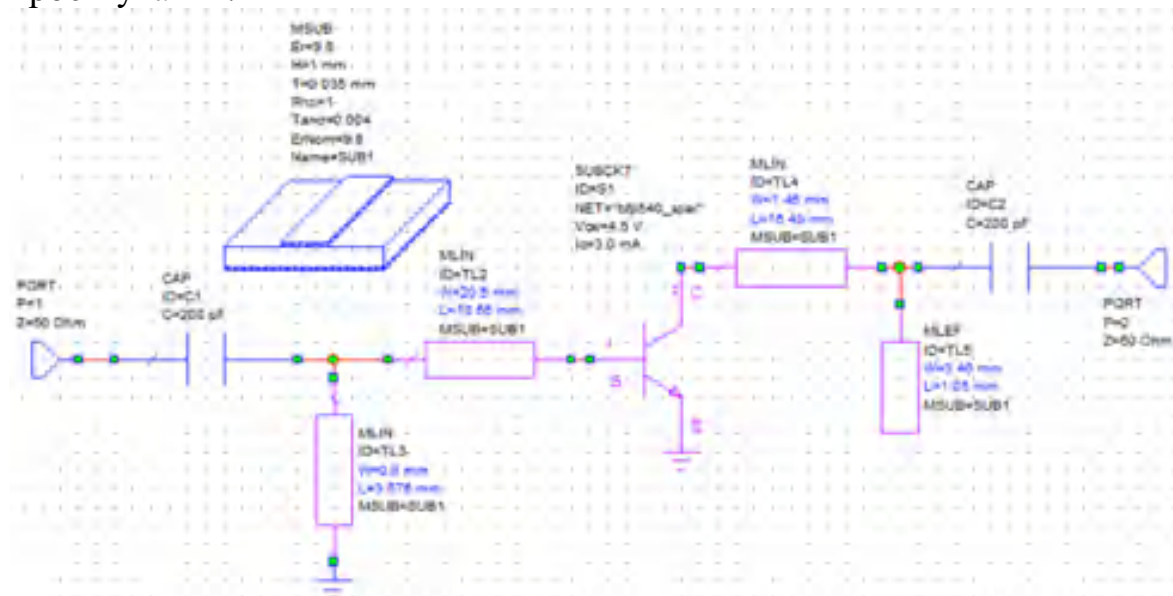 MSUB
Er=9.8
H=1 mm
T=0.035 mm
Rho=1
Tand=0.004
ErNom=9.8
Name=SUB1
SUBCKT
ID=S1
Vce=4.5 V
Ic=3.0 mA
C
B
MLIN
ID=TL4
W=1.46 mm
MSUB=SUB1
CAP
ID=C2
C=200 pF
PORT
P=2
Z=50 Ohm
MLIN
ID=TL2
W=20.5 mm
MSUB=SUB1
CAP
ID=C1
C=200 pF
PORT
P=1
Z=50 Ohm
MLEF
ID=TL5
W=3.46 mm
L=1.05 mm
MSUB=SUB1
MLIN
ID=TL3
MSUB=SUB1